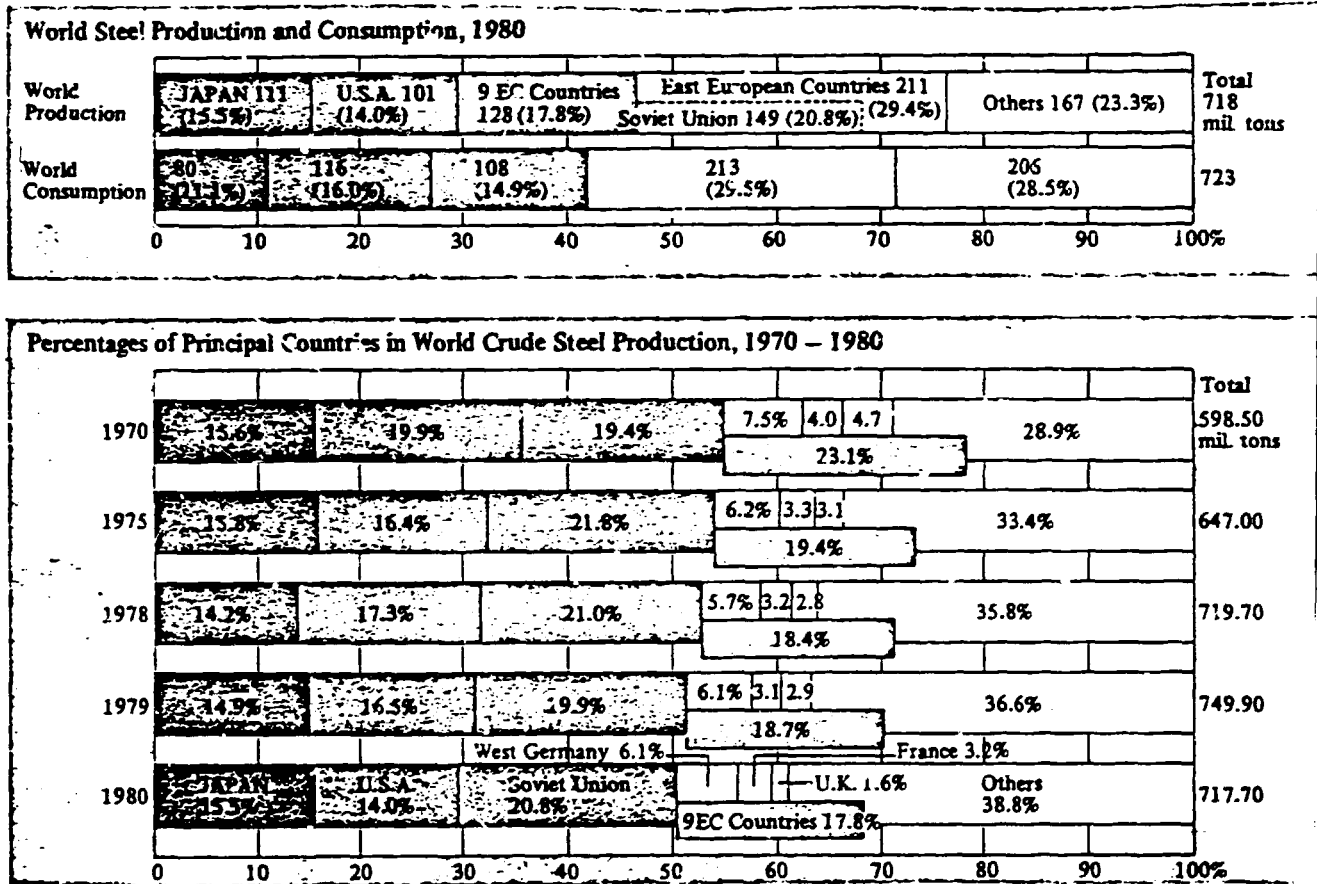 World Steel Production and Consumption, 1980
World Production
JAPAN 111 (15.5%)
U.S.A. 101 (14.0%)
9 EC Countries 128 (17.8%)
East European Countries 211 (29.4%)
Soviet Union 149 (20.8%)
Others 167 (23.3%)
Total 718 mil. tons
World Consumption
80 (11.1%)
116 (16.0%)
108 (14.9%)
213 (29.5%)
206 (28.5%)
723
0 10 20 30 40 50 60 70 80 90 100%
Percentages of Principal Countries in World Crude Steel Production, 1970 – 1980
Total
1970 15.6% 19.9% 19.4% 7.5% 4.0 4.7 28.9% 598.50 mil. tons
23.1%
1975 15.8% 16.4% 21.8% 6.2% 3.3 3.1 33.4% 647.00
19.4%
1978 14.2% 17.3% 21.0% 5.7% 3.2 2.8 35.8% 719.70
18.4%
1979 14.9% 16.5% 19.9% 6.1% 3.1 2.9 36.6% 749.90
18.7%
West Germany 6.1% France 3.2%
1980 JAPAN 15.5% U.S.A. 14.0% Soviet Union 20.8% U.K. 1.6% Others 38.8% 717.70
9EC Countries 17.8%
0 10 20 30 40 50 60 70 80 90 100%